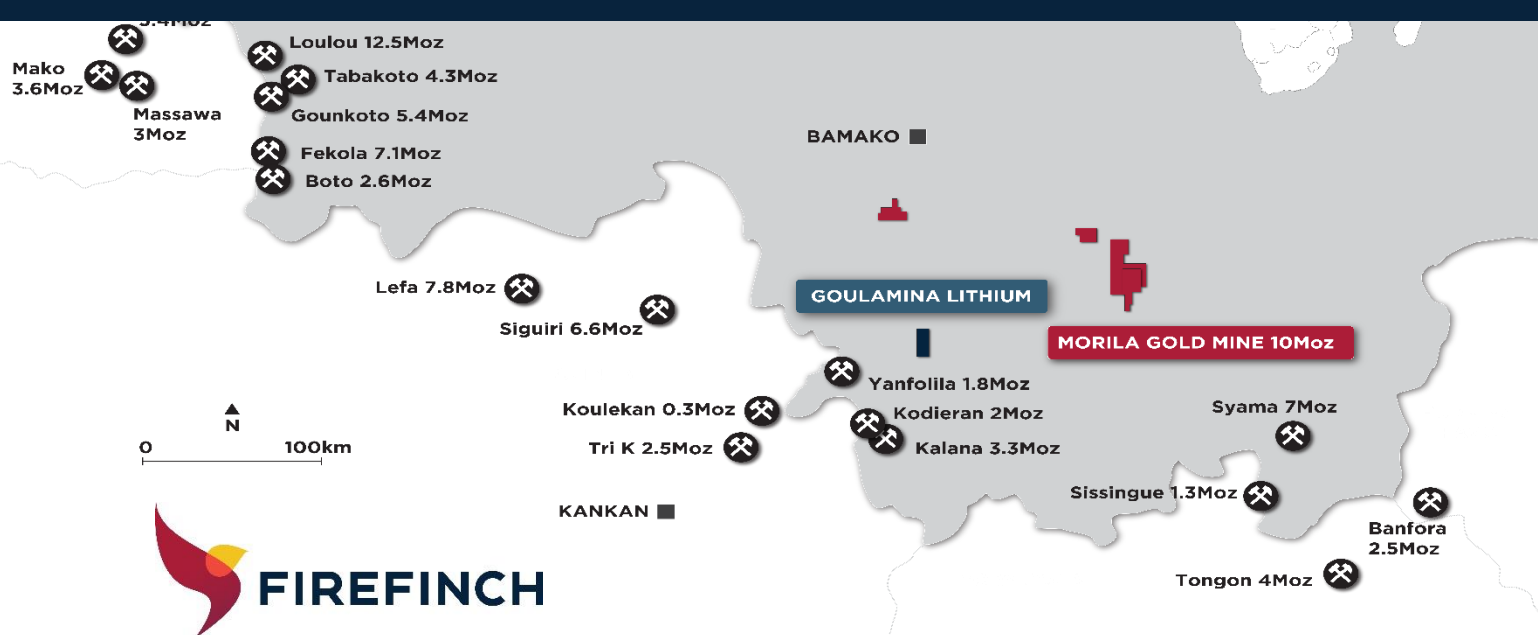 Loulou 12.5Moz
Mako
3.6Moz
Tabakoto 4.3Moz
Massawa
3Moz
Gounkoto 5.4Moz
BAMAKO
Fekola 7.1Moz
Boto 2.6Moz
Lefa 7.8Moz
GOULAMINA LITHIUM
Siguiri 6.6Moz
MORILA GOLD MINE 10Moz
Yanfolila 1.8Moz
Koulekan 0.3Moz
Kodieran 2Moz
Syama 7Moz
N
0 100km
Tri K 2.5Moz
Kalana 3.3Moz
Sissingue 1.3Moz
KANKAN
Banfora
2.5Moz
Tongon 4Moz
FIREFINCH